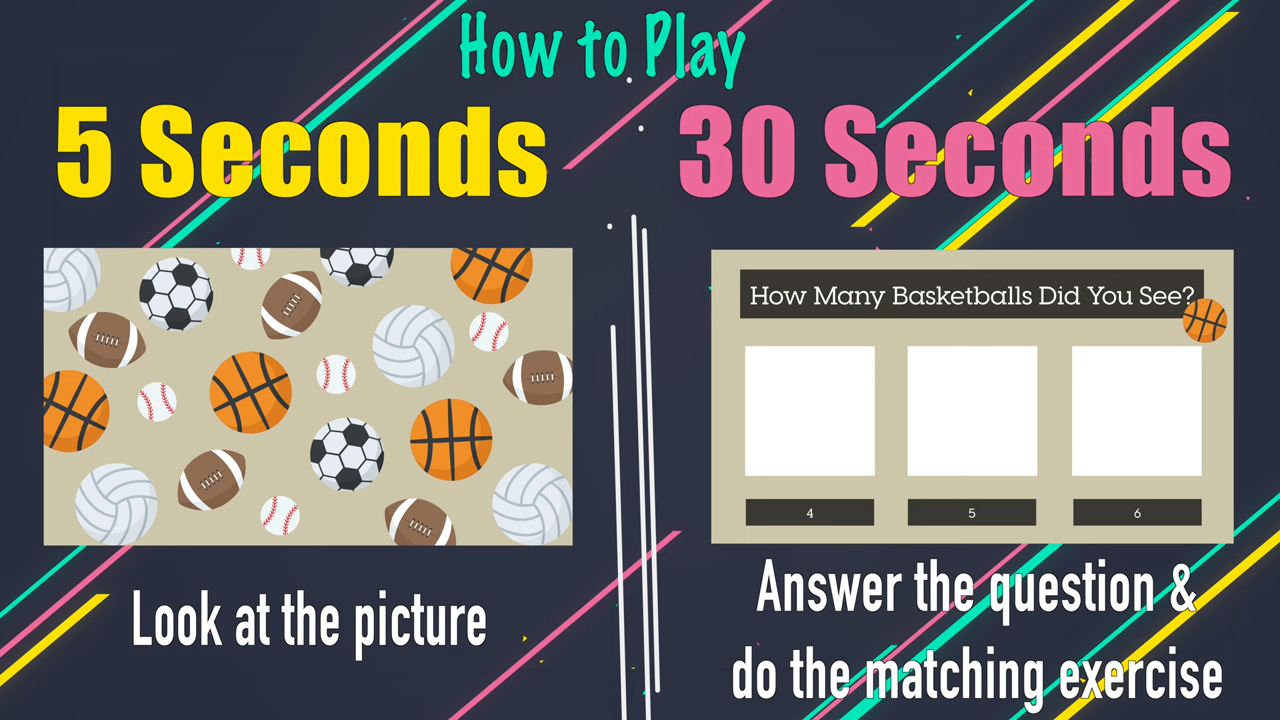 How to Play
5 Seconds
30 Seconds
How Many Basketballs Did You See?
4
5
6
Look at the picture
Answer the question &
do the matching exercise